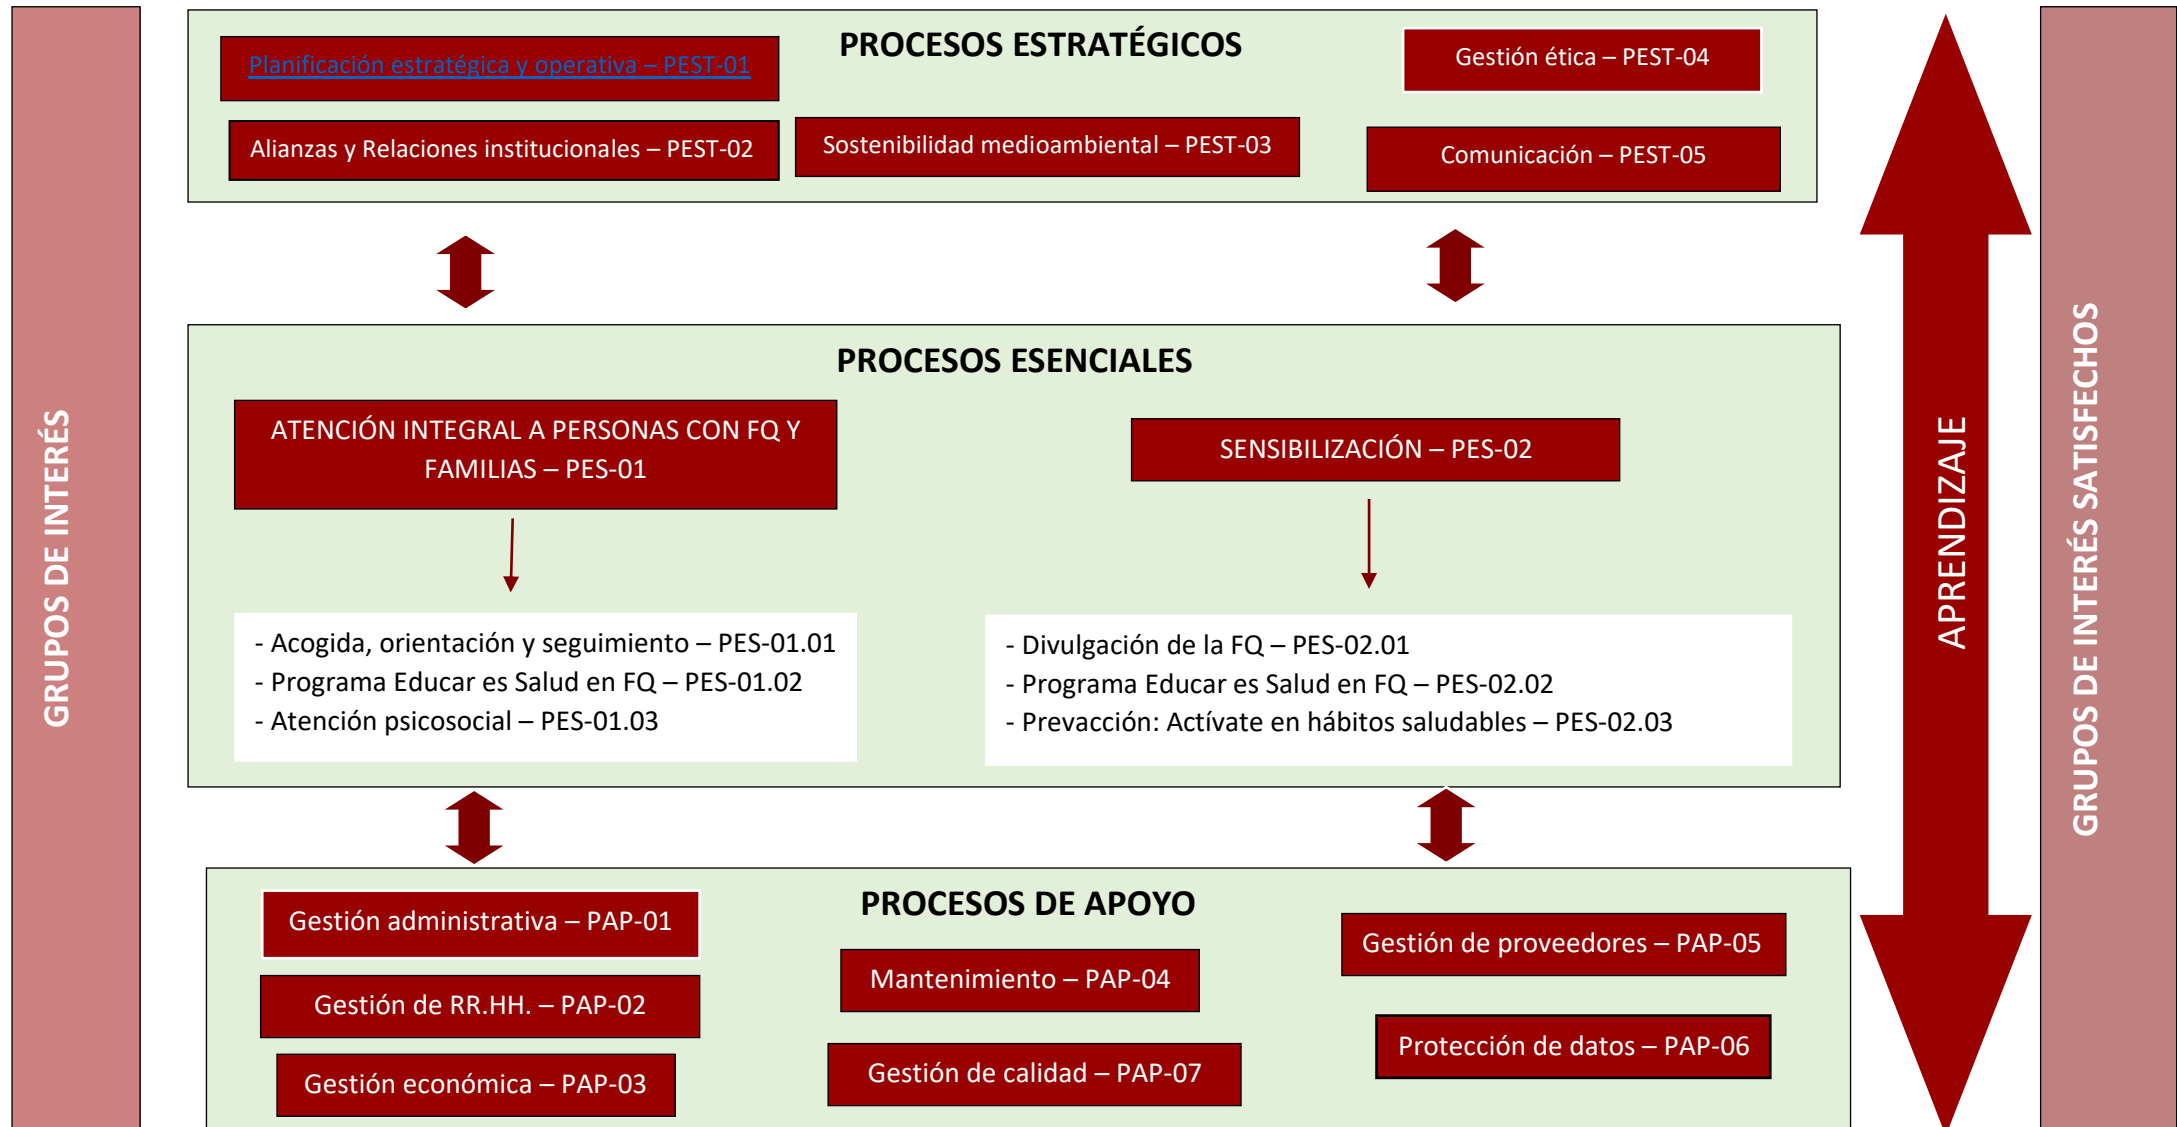 GRUPOS DE INTERÉS
PROCESOS ESTRATÉGICOS
Planificación estratégica y operativa – PEST-01
Gestión ética – PEST-04
Alianzas y Relaciones institucionales – PEST-02
Sostenibilidad medioambiental – PEST-03
Comunicación – PEST-05
PROCESOS ESENCIALES
ATENCIÓN INTEGRAL A PERSONAS CON FQ Y
FAMILIAS – PES-01
SENSIBILIZACIÓN – PES-02
- Acogida, orientación y seguimiento – PES-01.01
- Programa Educar es Salud en FQ – PES-01.02
- Atención psicosocial – PES-01.03
- Divulgación de la FQ – PES-02.01
- Programa Educar es Salud en FQ – PES-02.02
- Prevacción: Actívate en hábitos saludables – PES-02.03
PROCESOS DE APOYO
Gestión administrativa – PAP-01
Gestión de RR.HH. – PAP-02
Gestión económica – PAP-03
Mantenimiento – PAP-04
Gestión de calidad – PAP-07
Gestión de proveedores – PAP-05
Protección de datos – PAP-06
APRENDIZAJE
GRUPOS DE INTERÉS SATISFECHOS